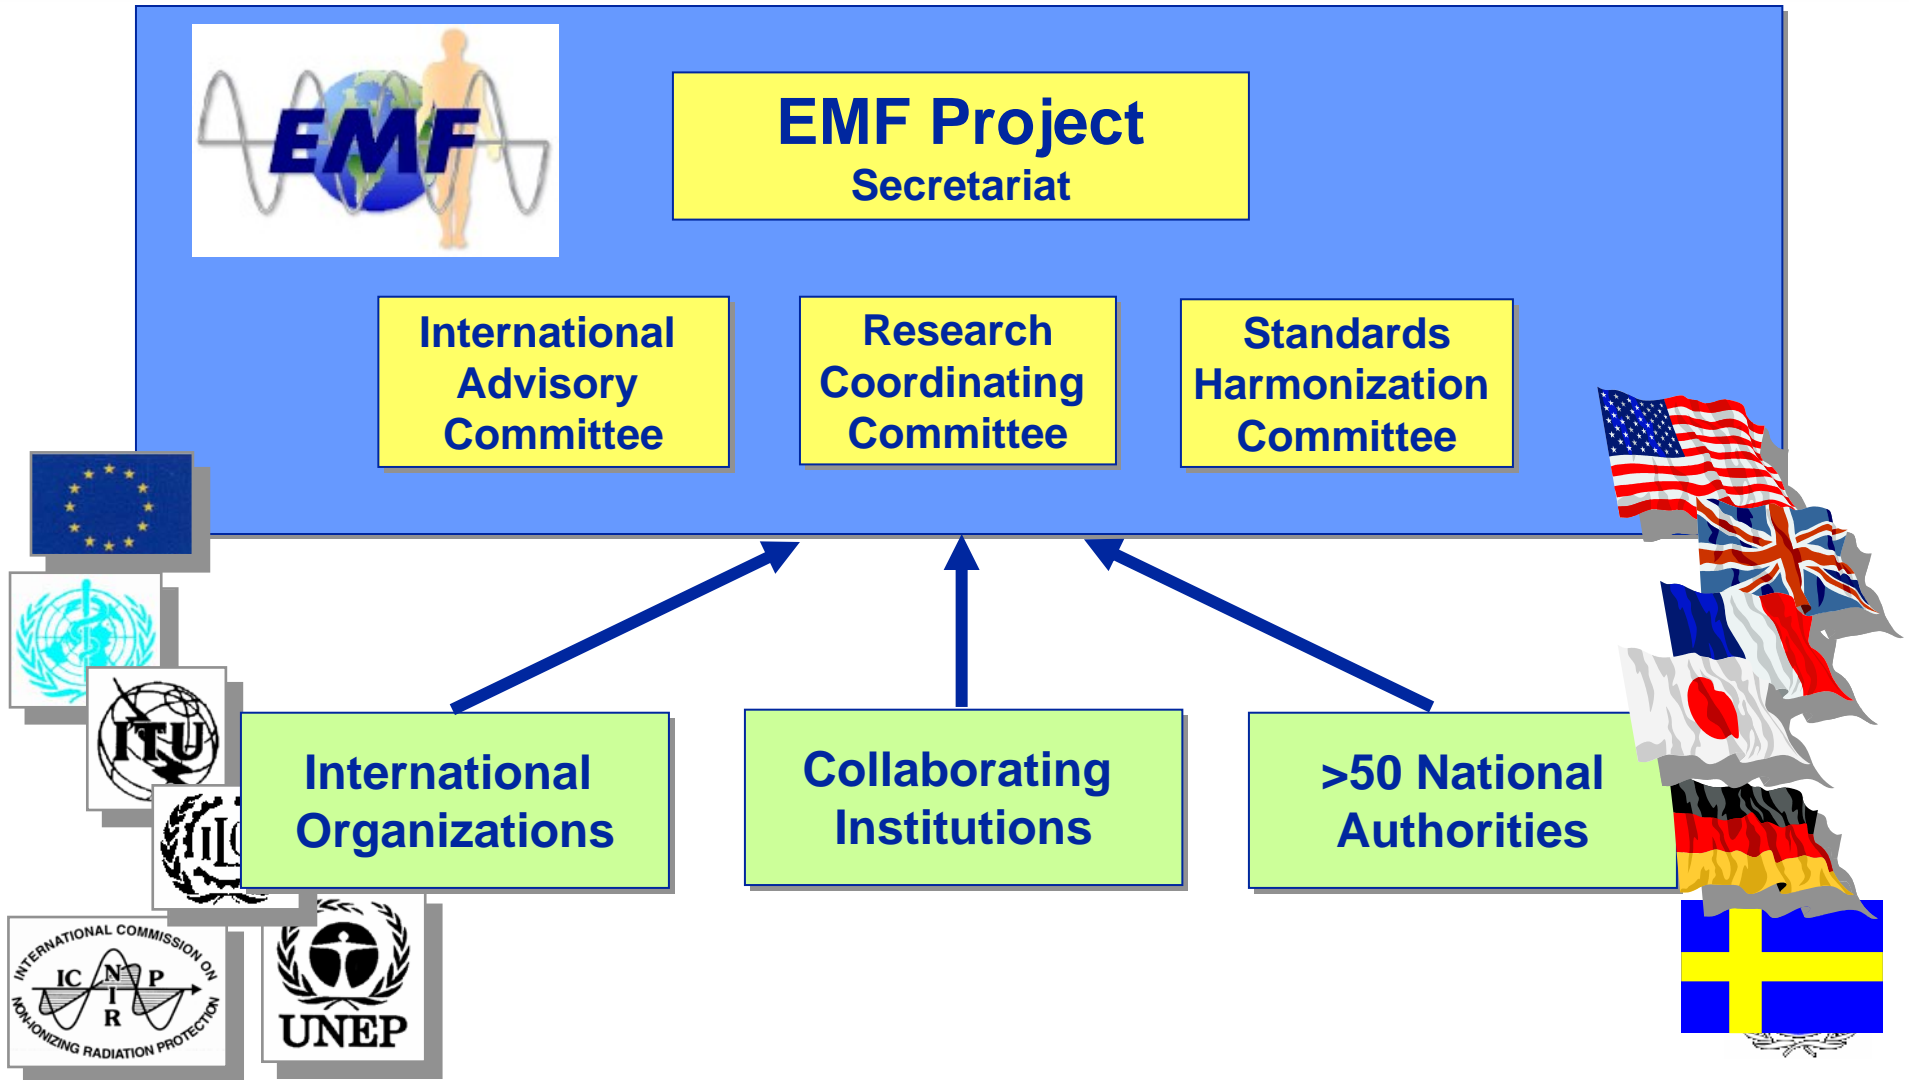 EMF
EMF Project
Secretariat
International
Advisory
Committee
Research
Coordinating
Committee
Standards
Harmonization
Committee
ITU
International
Organizations
Collaborating
Institutions
>50 National
Authorities
INTERNATIONAL COMMISSION ON
NON-IONIZING RADIATION PROTECTION
IC NIR P
UNEP